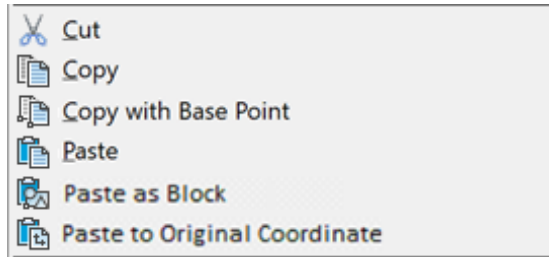 Cut
Copy
Copy with Base Point
Paste
Paste as Block
Paste to Original Coordinate